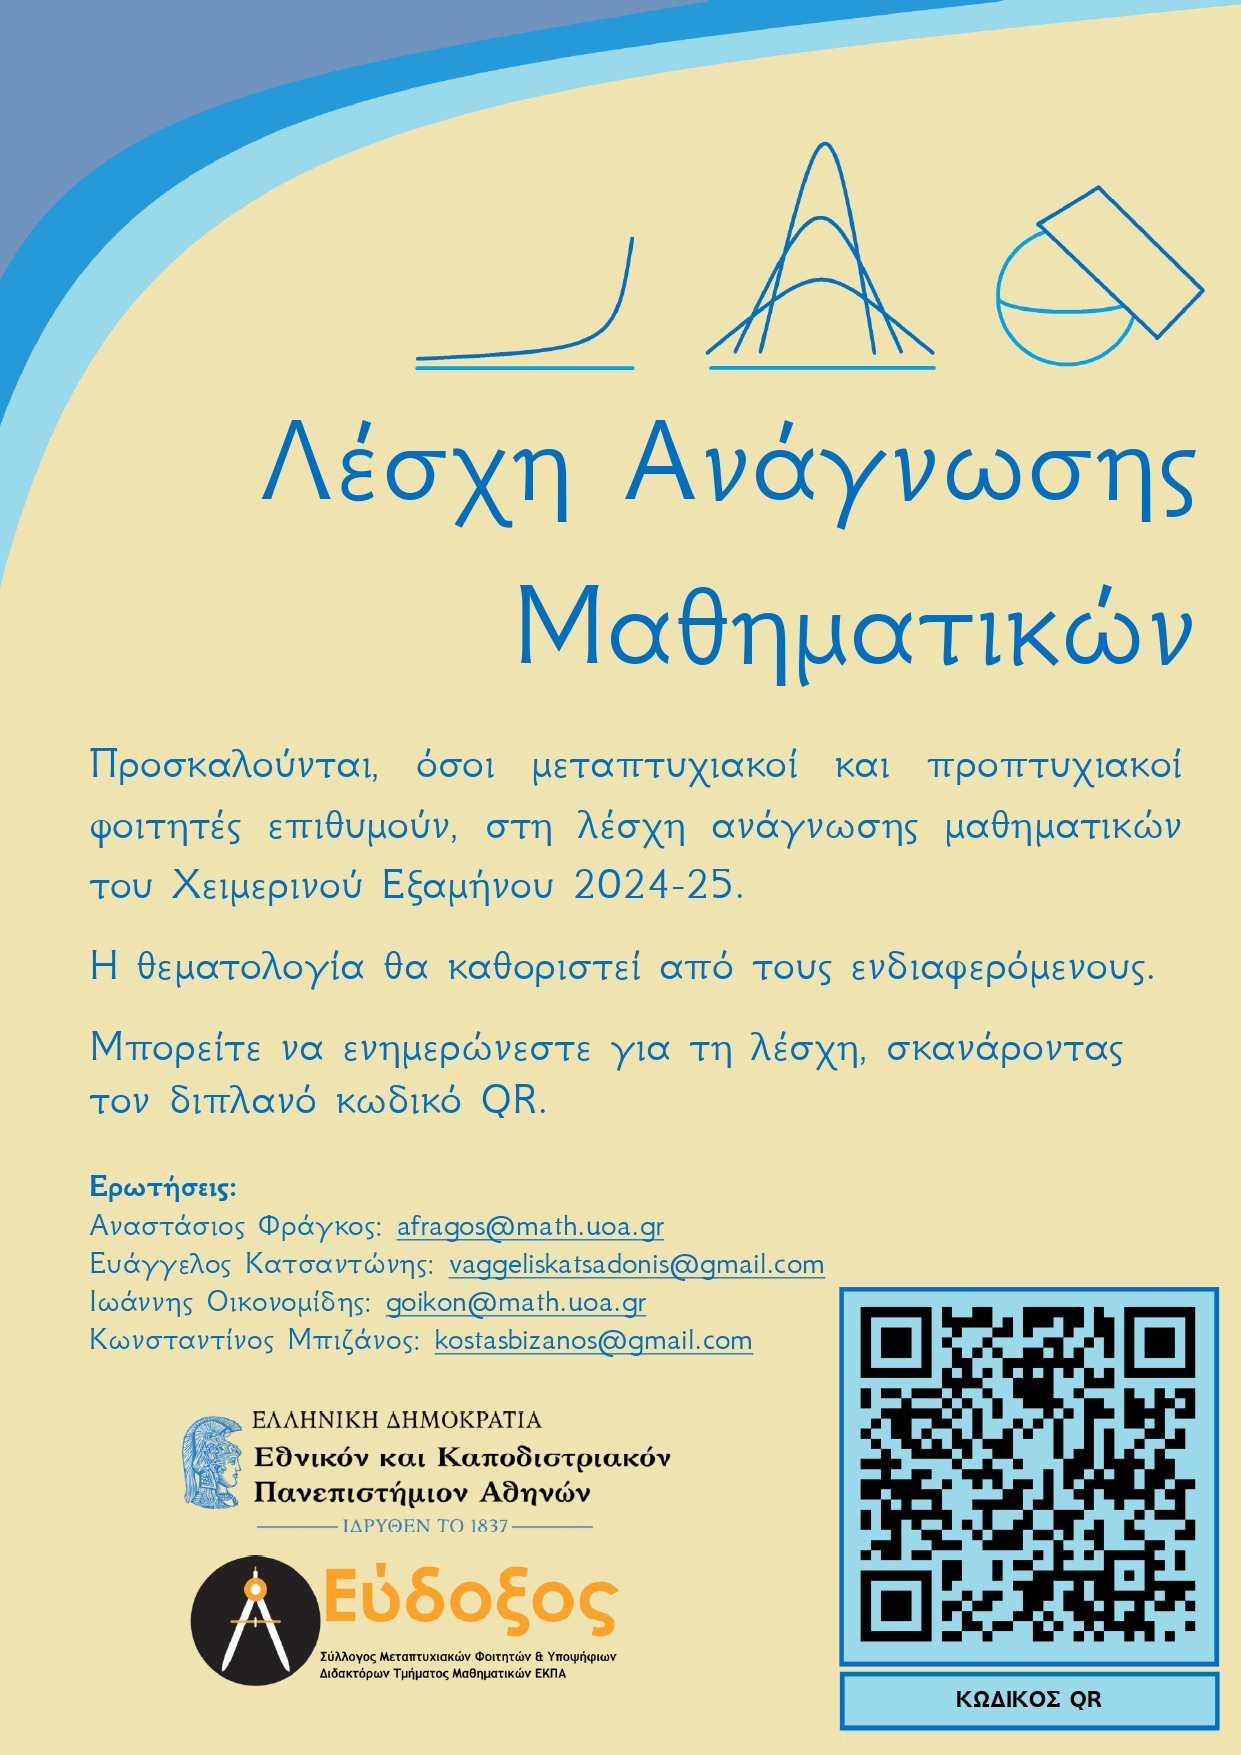 Λέσχη Ανάγνωσης
Μαθηματικών
Προσκαλούνται, όσοι μεταπτυχιακοί και προπτυχιακοί
φοιτητές επιθυμούν, στη λέσχη ανάγνωσης μαθηματικών
του Χειμερινού Εξαμήνου 2024-25.
Η θεματολογία θα καθοριστεί από τους ενδιαφερόμενους.
Μπορείτε να ενημερώνεστε για τη λέσχη, σκανάροντας
τον διπλανό κωδικό QR.
Ερωτήσεις:
Αναστάσιος Φράγκος: afragos@math.uoa.gr
Ευάγγελος Κατσαντώνης: vaggeliskatsadonis@gmail.com
Ιωάννης Οικονομίδης: goikon@math.uoa.gr
Κωνσταντίνος Μπιζάνος: kostasbizanos@gmail.com
ΕΛΛΗΝΙΚΗ ΔΗΜΟΚΡΑΤΙΑ
Εθνικόν και Καποδιστριακόν
Πανεπιστήμιον Αθηνών
ΙΔΡΥΘΕΝ ΤΟ 1837
Εύδοξος
Σύλλογος Μεταπτυχιακών Φοιτητών & Υποψήφιων
Διδακτόρων Τμήματος Μαθηματικών ΕΚΠΑ
ΚΩΔΙΚΟΣ QR